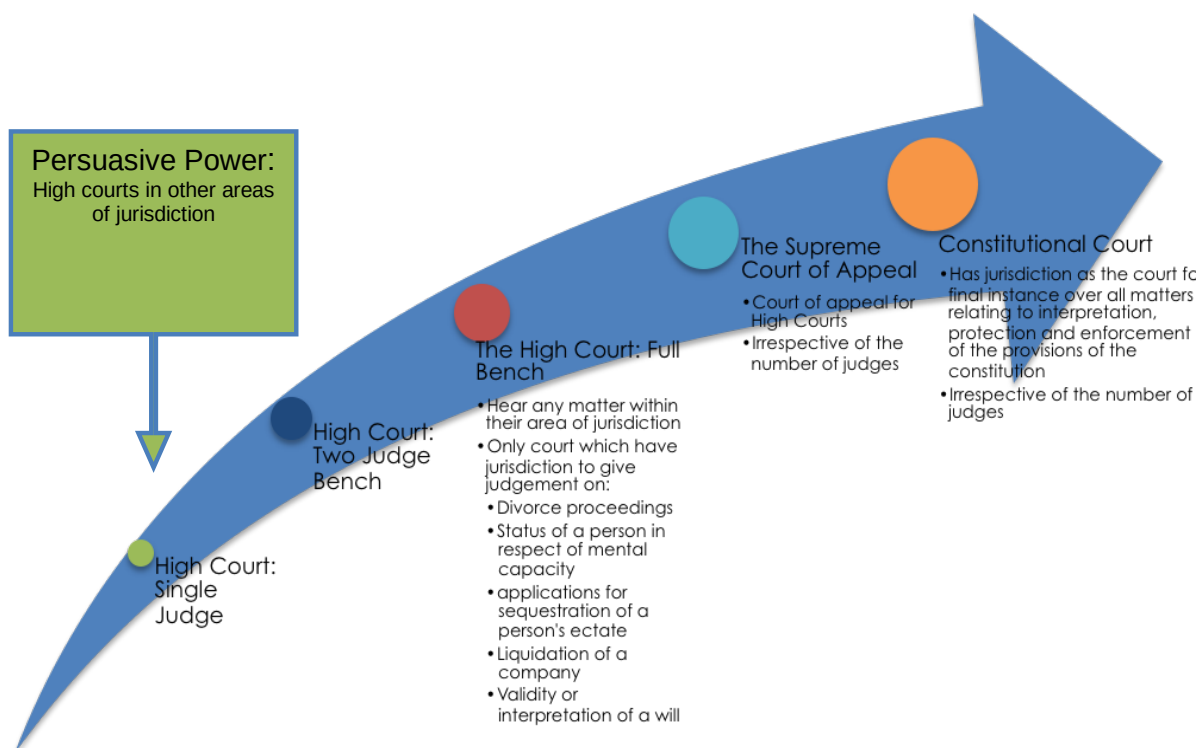 Persuasive Power:
High courts in other areas
of jurisdiction
High Court:
Single
Judge
High Court:
Two Judge
Bench
The High Court: Full
Bench
•Hear any matter within
their area of jurisdiction
•Only court which have
jurisdiction to give
judgement on:
•Divorce proceedings
•Status of a person in
respect of mental
capacity
•applications for
sequestration of a
person's ectate
•Liquidation of a
company
•Validity or
interpretation of a will
The Supreme
Court of Appeal
•Court of appeal for
High Courts
•Irrespective of the
number of judges
Constitutional Court
•Has jurisdiction as the court fo
final instance over all matters
relating to interpretation,
protection and enforcement
of the provisions of the
constitution
•Irrespective of the number of
judges